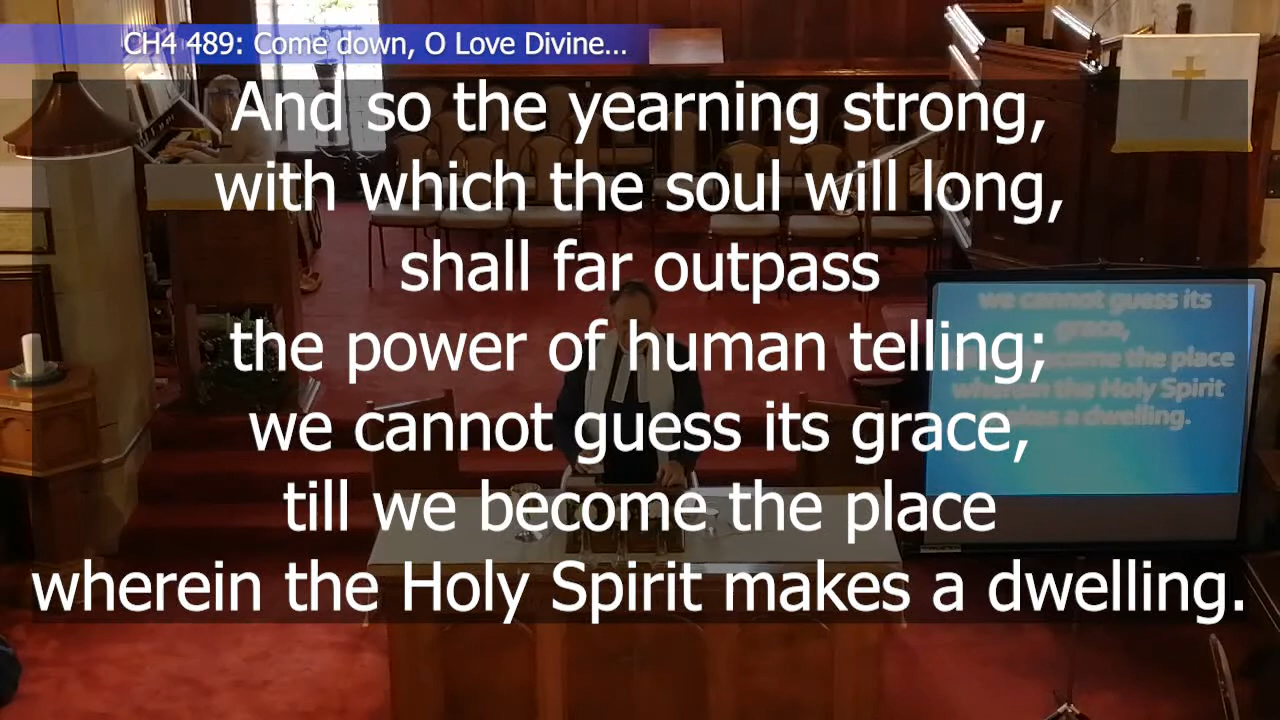 CH4 489: Come down, O Love Divine...
And so the yearning strong,
with which the soul will long,
shall far outpass
the power of human telling;
we cannot guess its grace,
till we become the place
wherein the Holy Spirit makes a dwelling.
we cannot guess its
grace,
become the place
wherein the Holy Spirit
makes a dwelling.